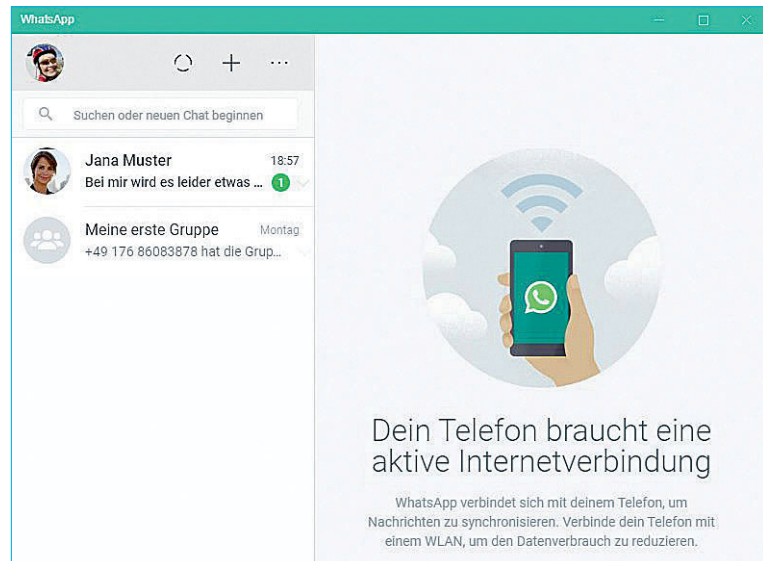 WhatsApp
Suchen oder neuen Chat beginnen
Jana Muster 18:57
Bei mir wird es leider etwas ... 1
Meine erste Gruppe Montag
+49 176 86083878 hat die Grup...
Dein Telefon braucht eine
aktive Internetverbindung
WhatsApp verbindet sich mit deinem Telefon, um
Nachrichten zu synchronisieren. Verbinde dein Telefon mit
einem WLAN, um den Datenverbrauch zu reduzieren.